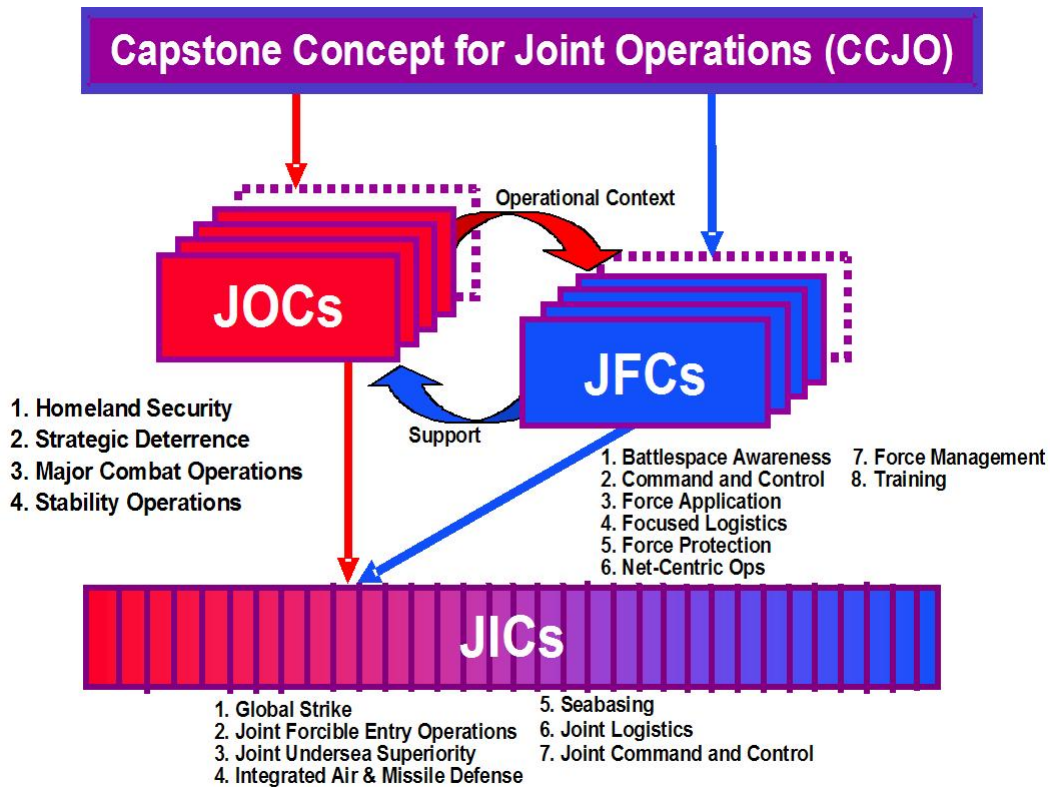 Capstone Concept for Joint Operations (CCJO)
Operational Context
JOCs
JFCs
Support
1. Homeland Security
2. Strategic Deterrence
3. Major Combat Operations
4. Stability Operations
1. Battlespace Awareness
2. Command and Control
3. Force Application
4. Focused Logistics
5. Force Protection
6. Net-Centric Ops
7. Force Management
8. Training
JICs
1. Global Strike
2. Joint Forcible Entry Operations
3. Joint Undersea Superiority
4. Integrated Air & Missile Defense
5. Seabasing
6. Joint Logistics
7. Joint Command and Control